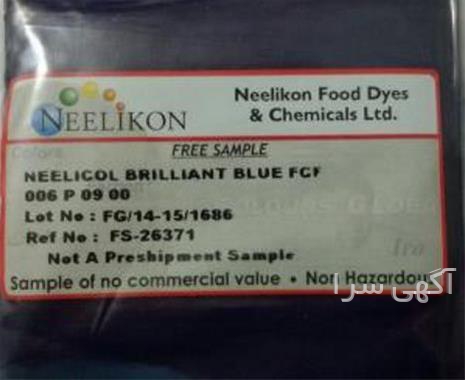 NEELIKON
Neelikon Food Dyes
& Chemicals Ltd.
FREE SAMPLE
NEELICOL BRILLIANT BLUE FCF
006 P 09 00
Lot No : FG/14-15/1686
Ref No : FS-26371
Not A Preshipment Sample
Sample of no commercial value • Non Hazardous
آگهی سرا